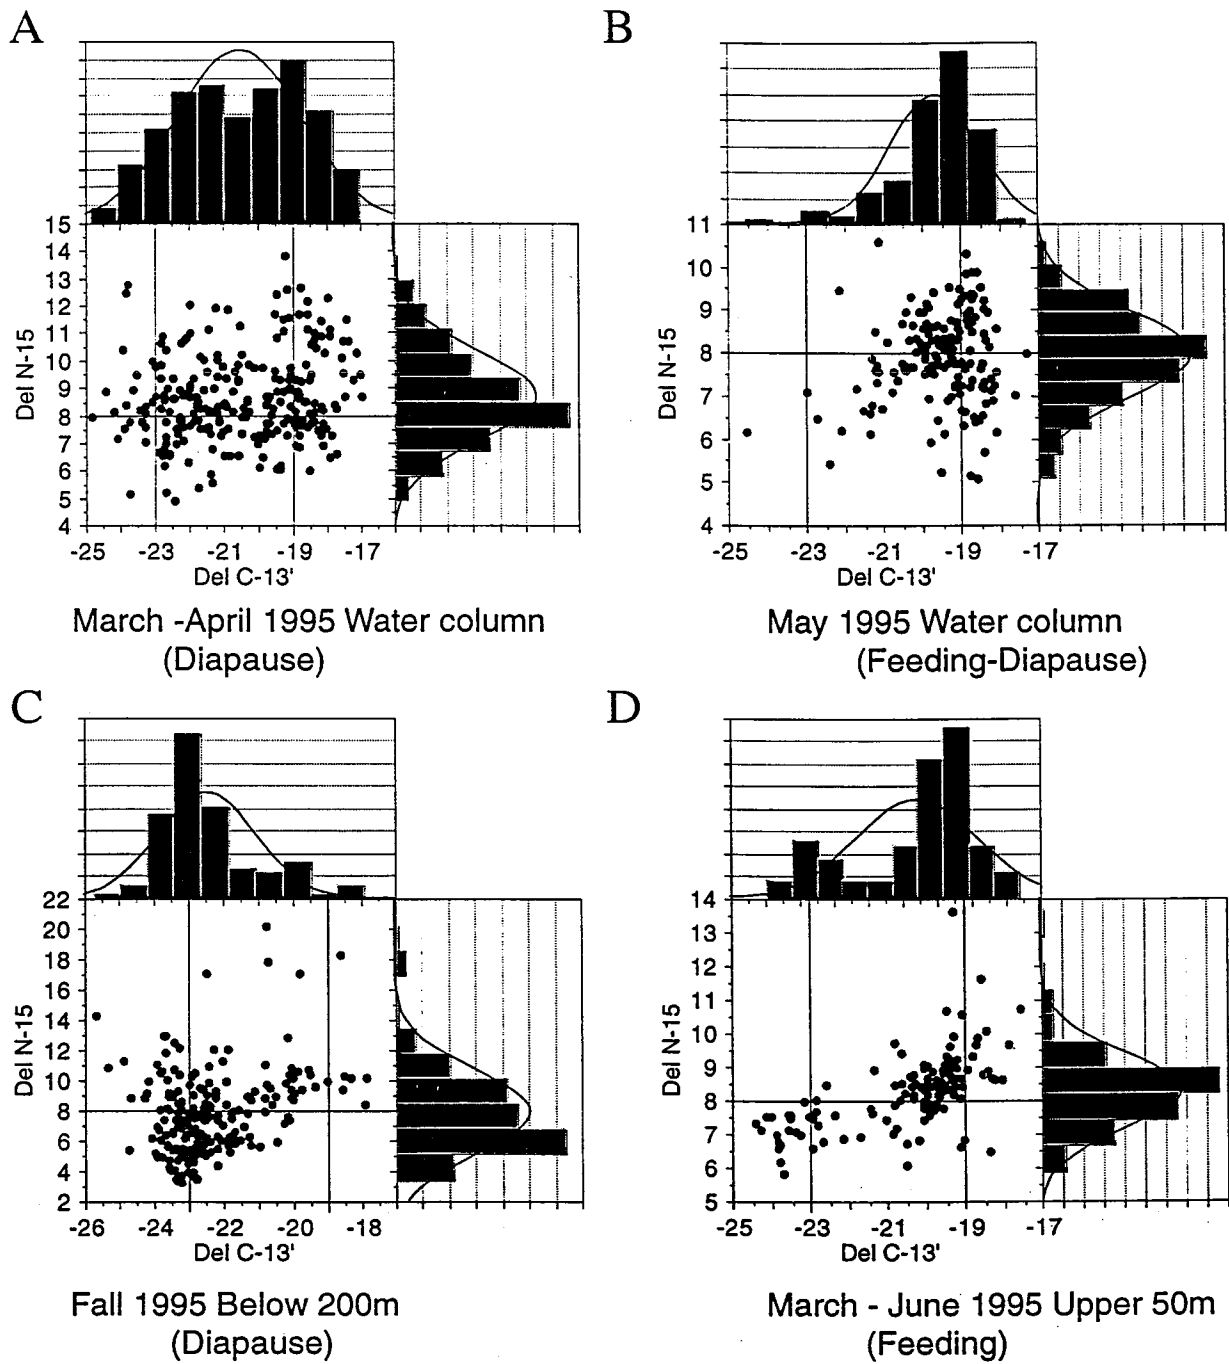 A
15
14
13
12
11
10
9
8
7
6
5
4
Del N-15
-25 -23 -21 -19 -17
Del C-13'
March -April 1995 Water column
(Diapause)
B
11
10
9
8
7
6
5
4
Del N-15
-25 -23 -21 -19 -17
Del C-13'
May 1995 Water column
(Feeding-Diapause)
C
22
20
18
16
14
12
10
8
6
4
2
Del N-15
-26 -24 -22 -20 -18
Del C-13'
Fall 1995 Below 200m
(Diapause)
D
14
13
12
11
10
9
8
7
6
5
Del N-15
-25 -23 -21 -19 -17
Del C-13'
March - June 1995 Upper 50m
(Feeding)